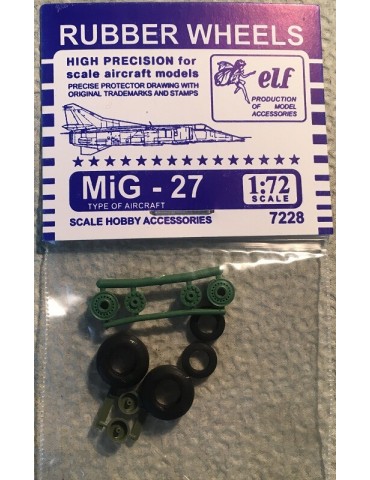 RUBBER WHEELS
HIGH PRECISION for
scale aircraft models
PRECISE PROTECTOR DRAWING WITH
ORIGINAL TRADEMARKS AND STAMPS
elf
PRODUCTION
OF MODEL
ACCESSORIES
MiG - 27
TYPE OF AIRCRAFT
1:72
SCALE
SCALE HOBBY ACCESSORIES
7228